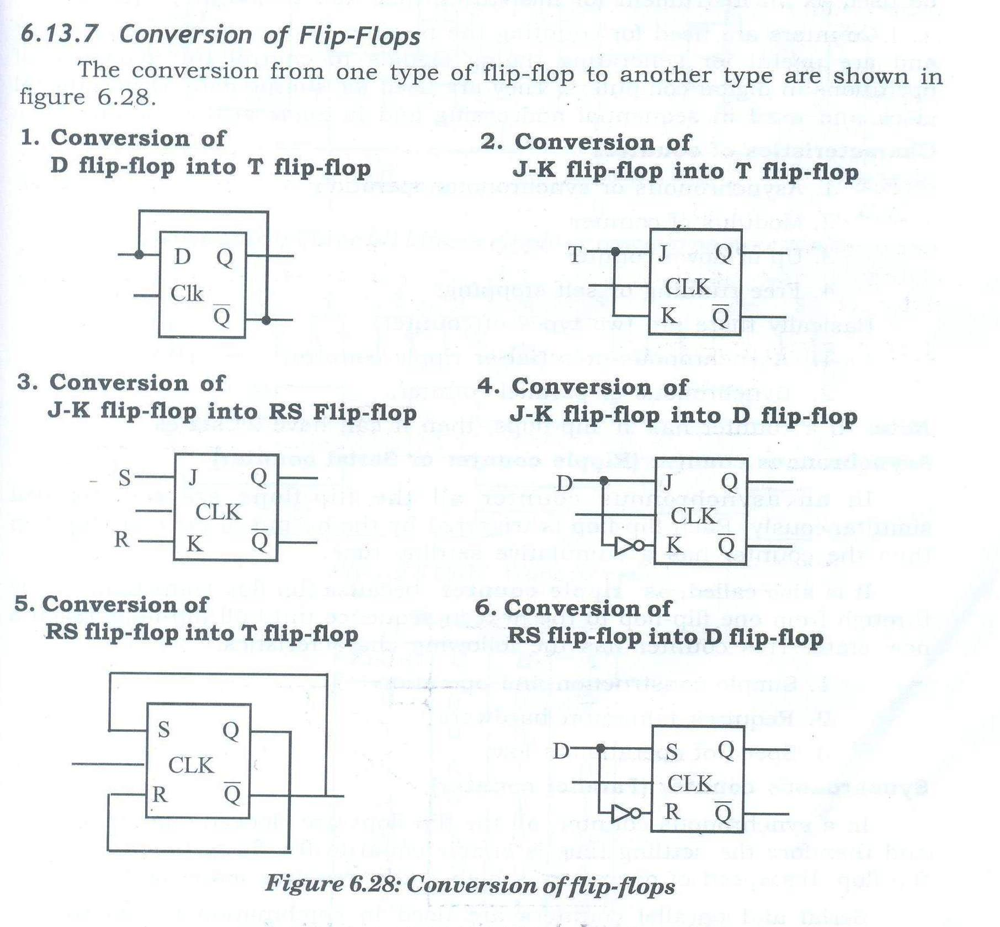 6.13.7 Conversion of Flip-Flops
The conversion from one type of flip-flop to another type are shown in
figure 6.28.
1. Conversion of
D flip-flop into T flip-flop
2. Conversion of
J-K flip-flop into T flip-flop
D Q
Clk
Q̅
T J Q
CLK
K Q̅
3. Conversion of
J-K flip-flop into RS Flip-flop
4. Conversion of
J-K flip-flop into D flip-flop
S J Q
CLK
R K Q̅
D J Q
CLK
K Q̅
5. Conversion of
RS flip-flop into T flip-flop
6. Conversion of
RS flip-flop into D flip-flop
S Q
CLK
R Q̅
D S Q
CLK
R Q̅
Figure 6.28: Conversion of flip-flops